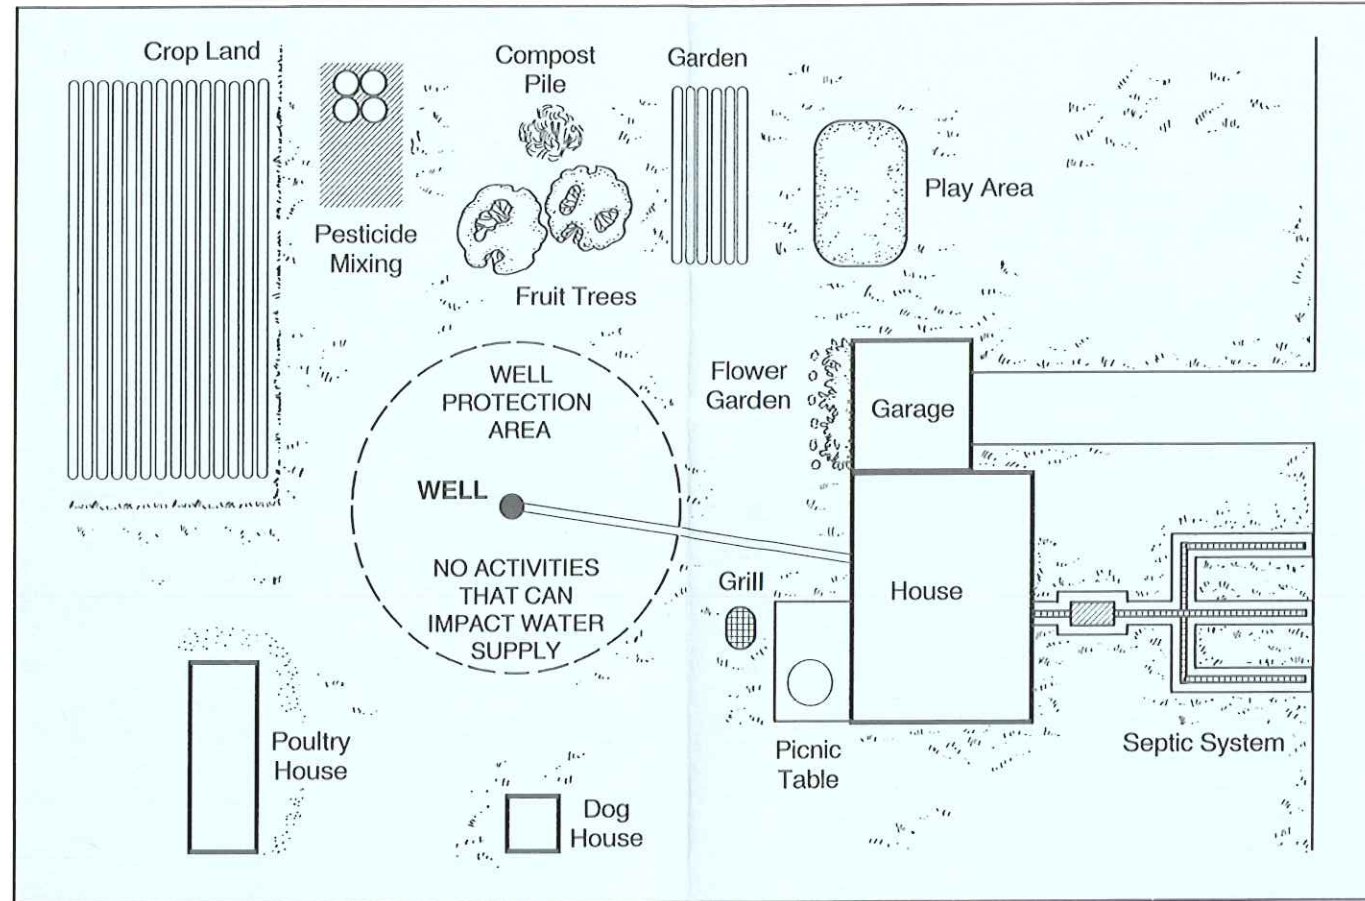 Crop Land
Compost
Pile
Garden
Play Area
Pesticide
Mixing
Fruit Trees
WELL
PROTECTION
AREA
Flower
Garden
Garage
WELL
NO ACTIVITIES
THAT CAN
IMPACT WATER
SUPPLY
Grill
House
Poultry
House
Picnic
Table
Septic System
Dog
House